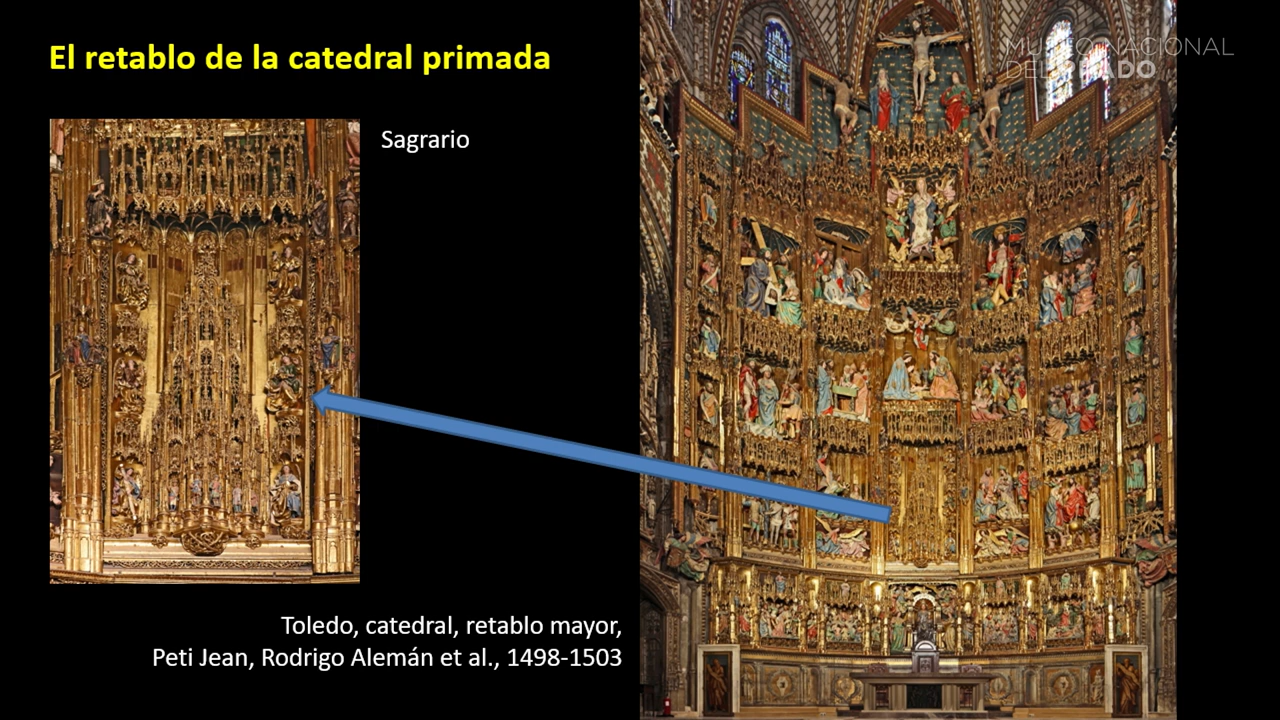 El retablo de la catedral primada
MUSEO NACIONAL
DEL PRADO
Sagrario
Toledo, catedral, retablo mayor,
Peti Jean, Rodrigo Alemán et al., 1498-1503